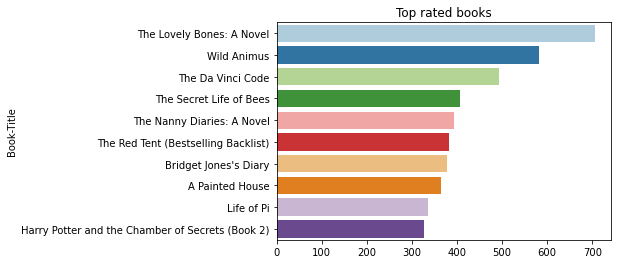 Top rated books
Book-Title
The Lovely Bones: A Novel
Wild Animus
The Da Vinci Code
The Secret Life of Bees
The Nanny Diaries: A Novel
The Red Tent (Bestselling Backlist)
Bridget Jones's Diary
A Painted House
Life of Pi
Harry Potter and the Chamber of Secrets (Book 2)
0 100 200 300 400 500 600 700